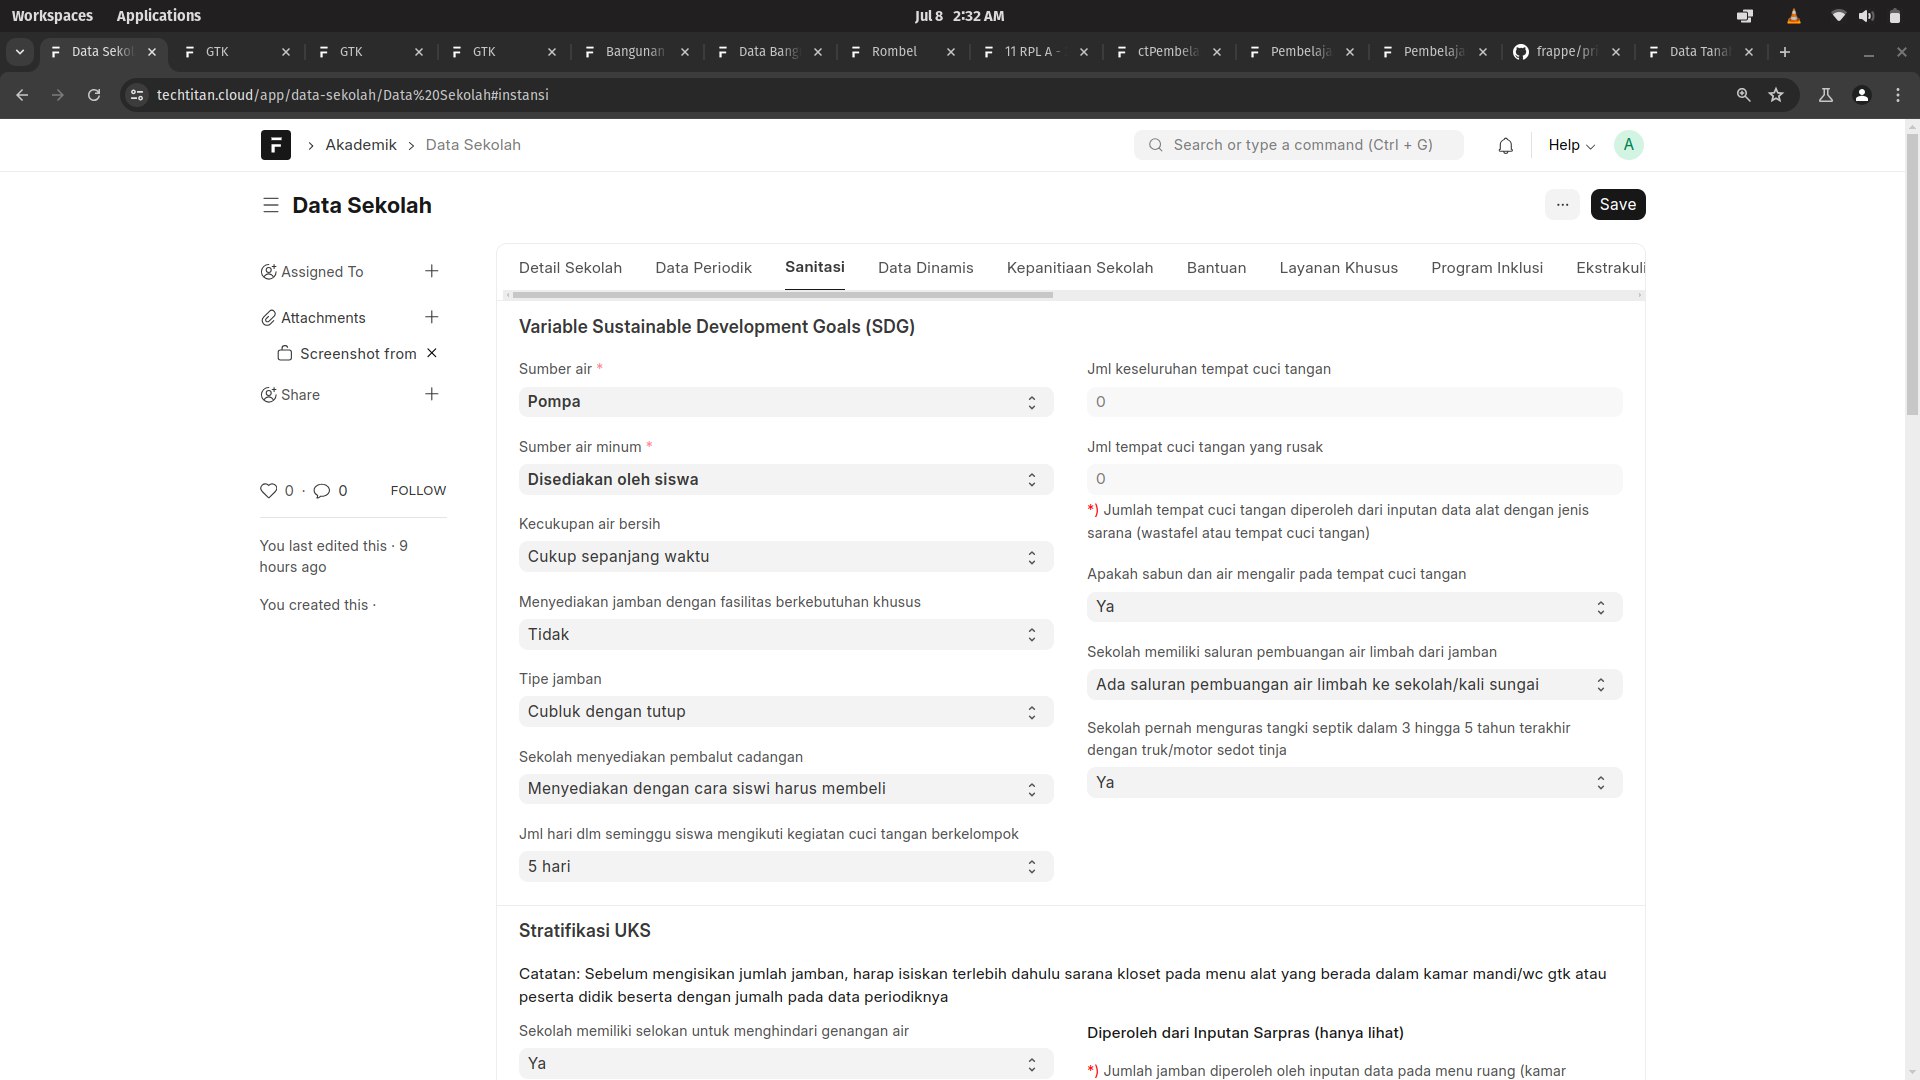 Workspaces Applications Jul 8 2:32 AM
Data Sekol GTK GTK GTK Bangunan Data Bang Rombel 11 RPL A - ctPembela Pembelaja Pembelaja frappe/pri Data Tanah
techtitan.cloud/app/data-sekolah/Data%20Sekolah#instansi
Akademik Data Sekolah Search or type a command (Ctrl + G) Help A
Data Sekolah ... Save
Assigned To
Attachments
Screenshot from
Share
0 · 0 FOLLOW
You last edited this · 9
hours ago
You created this ·
Detail Sekolah Data Periodik Sanitasi Data Dinamis Kepanitiaan Sekolah Bantuan Layanan Khusus Program Inklusi Ekstrakuli
Variable Sustainable Development Goals (SDG)
Sumber air *
Pompa
Sumber air minum *
Disediakan oleh siswa
Kecukupan air bersih
Cukup sepanjang waktu
Menyediakan jamban dengan fasilitas berkebutuhan khusus
Tidak
Tipe jamban
Cubluk dengan tutup
Sekolah menyediakan pembalut cadangan
Menyediakan dengan cara siswi harus membeli
Jml hari dlm seminggu siswa mengikuti kegiatan cuci tangan berkelompok
5 hari
Jml keseluruhan tempat cuci tangan
0
Jml tempat cuci tangan yang rusak
0
*) Jumlah tempat cuci tangan diperoleh dari inputan data alat dengan jenis
sarana (wastafel atau tempat cuci tangan)
Apakah sabun dan air mengalir pada tempat cuci tangan
Ya
Sekolah memiliki saluran pembuangan air limbah dari jamban
Ada saluran pembuangan air limbah ke sekolah/kali sungai
Sekolah pernah menguras tangki septik dalam 3 hingga 5 tahun terakhir
dengan truk/motor sedot tinja
Ya
Stratifikasi UKS
Catatan: Sebelum mengisikan jumlah jamban, harap isiskan terlebih dahulu sarana kloset pada menu alat yang berada dalam kamar mandi/wc gtk atau
peserta didik beserta dengan jumalh pada data periodiknya
Sekolah memiliki selokan untuk menghindari genangan air
Ya
Diperoleh dari Inputan Sarpras (hanya lihat)
*) Jumlah jamban diperoleh oleh inputan data pada menu ruang (kamar